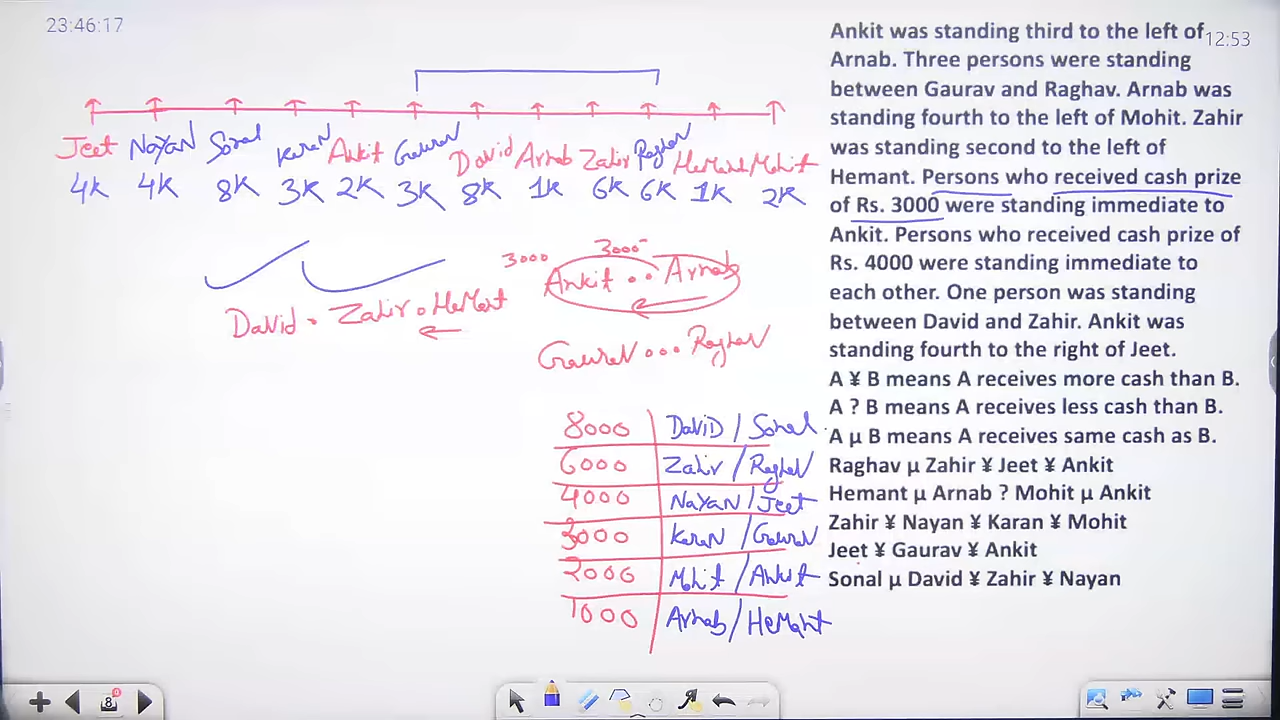 23:46:17
12:53
Ankit was standing third to the left of
Arnab. Three persons were standing
between Gaurav and Raghav. Arnab was
standing fourth to the left of Mohit. Zahir
was standing second to the left of
Hemant. Persons who received cash prize
of Rs. 3000 were standing immediate to
Ankit. Persons who received cash prize of
Rs. 4000 were standing immediate to
each other. One person was standing
between David and Zahir. Ankit was
standing fourth to the right of Jeet.
A ¥ B means A receives more cash than B.
A ? B means A receives less cash than B.
A µ B means A receives same cash as B.
Raghav µ Zahir ¥ Jeet ¥ Ankit
Hemant µ Arnab ? Mohit µ Ankit
Zahir ¥ Nayan ¥ Karan ¥ Mohit
Jeet ¥ Gaurav ¥ Ankit
Sonal µ David ¥ Zahir ¥ Nayan
Jeet Nayan Sonal Karan Ankit Gaurav David Arnab Zahir Raghav Hemant Mohit
4K 4K 8K 3K 2K 3K 8K 1K 6K 6K 1K 2K
3000 3000
Ankit . . Arnab
David . Zahir . Hemant
Gaurav . . . Raghav
8000 David / Sonal
6000 Zahir / Raghav
4000 Nayan / Jeet
3000 Karan / Gaurav
2000 Mohit / Ankit
1000 Arnab / Hemant
8